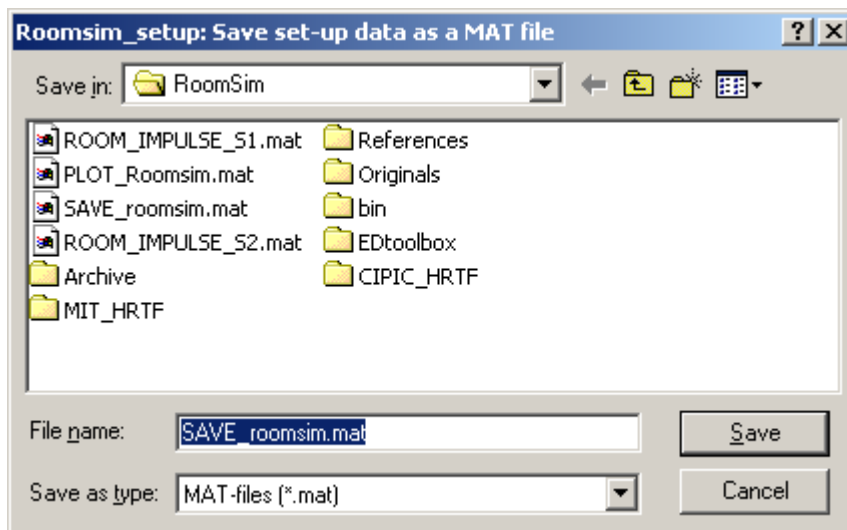 Roomsim_setup: Save set-up data as a MAT file
Save in: RoomSim
ROOM_IMPULSE_S1.mat
PLOT_Roomsim.mat
SAVE_roomsim.mat
ROOM_IMPULSE_S2.mat
Archive
MIT_HRTF
References
Originals
bin
EDtoolbox
CIPIC_HRTF
File name: SAVE_roomsim.mat Save
Save as type: MAT-files (*.mat) Cancel